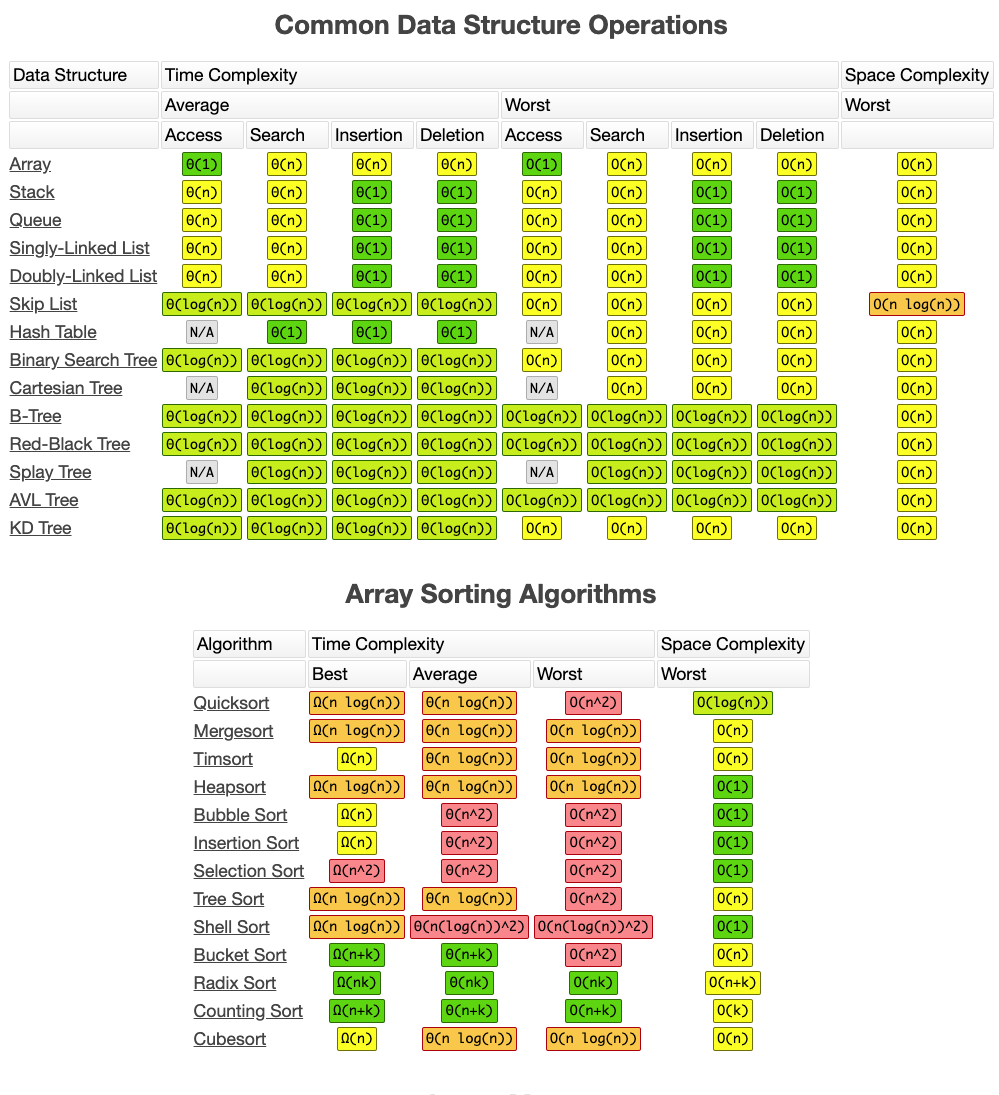 Common Data Structure Operations
Data Structure Time Complexity Space Complexity
Average Worst Worst
Access Search Insertion Deletion Access Search Insertion Deletion
Array Θ(1) Θ(n) Θ(n) Θ(n) O(1) O(n) O(n) O(n) O(n)
Stack Θ(n) Θ(n) Θ(1) Θ(1) O(n) O(n) O(1) O(1) O(n)
Queue Θ(n) Θ(n) Θ(1) Θ(1) O(n) O(n) O(1) O(1) O(n)
Singly-Linked List Θ(n) Θ(n) Θ(1) Θ(1) O(n) O(n) O(1) O(1) O(n)
Doubly-Linked List Θ(n) Θ(n) Θ(1) Θ(1) O(n) O(n) O(1) O(1) O(n)
Skip List Θ(log(n)) Θ(log(n)) Θ(log(n)) Θ(log(n)) O(n) O(n) O(n) O(n) O(n log(n))
Hash Table N/A Θ(1) Θ(1) Θ(1) N/A O(n) O(n) O(n) O(n)
Binary Search Tree Θ(log(n)) Θ(log(n)) Θ(log(n)) Θ(log(n)) O(n) O(n) O(n) O(n) O(n)
Cartesian Tree N/A Θ(log(n)) Θ(log(n)) Θ(log(n)) N/A O(n) O(n) O(n) O(n)
B-Tree Θ(log(n)) Θ(log(n)) Θ(log(n)) Θ(log(n)) O(log(n)) O(log(n)) O(log(n)) O(log(n)) O(n)
Red-Black Tree Θ(log(n)) Θ(log(n)) Θ(log(n)) Θ(log(n)) O(log(n)) O(log(n)) O(log(n)) O(log(n)) O(n)
Splay Tree N/A Θ(log(n)) Θ(log(n)) Θ(log(n)) N/A O(log(n)) O(log(n)) O(log(n)) O(n)
AVL Tree Θ(log(n)) Θ(log(n)) Θ(log(n)) Θ(log(n)) O(log(n)) O(log(n)) O(log(n)) O(log(n)) O(n)
KD Tree Θ(log(n)) Θ(log(n)) Θ(log(n)) Θ(log(n)) O(n) O(n) O(n) O(n) O(n)
Array Sorting Algorithms
Algorithm Time Complexity Space Complexity
Best Average Worst Worst
Quicksort Ω(n log(n)) Θ(n log(n)) O(n^2) O(log(n))
Mergesort Ω(n log(n)) Θ(n log(n)) O(n log(n)) O(n)
Timsort Ω(n) Θ(n log(n)) O(n log(n)) O(n)
Heapsort Ω(n log(n)) Θ(n log(n)) O(n log(n)) O(1)
Bubble Sort Ω(n) Θ(n^2) O(n^2) O(1)
Insertion Sort Ω(n) Θ(n^2) O(n^2) O(1)
Selection Sort Ω(n^2) Θ(n^2) O(n^2) O(1)
Tree Sort Ω(n log(n)) Θ(n log(n)) O(n^2) O(n)
Shell Sort Ω(n log(n)) Θ(n(log(n))^2) O(n(log(n))^2) O(1)
Bucket Sort Ω(n+k) Θ(n+k) O(n^2) O(n)
Radix Sort Ω(nk) Θ(nk) O(nk) O(n+k)
Counting Sort Ω(n+k) Θ(n+k) O(n+k) O(k)
Cubesort Ω(n) Θ(n log(n)) O(n log(n)) O(n)